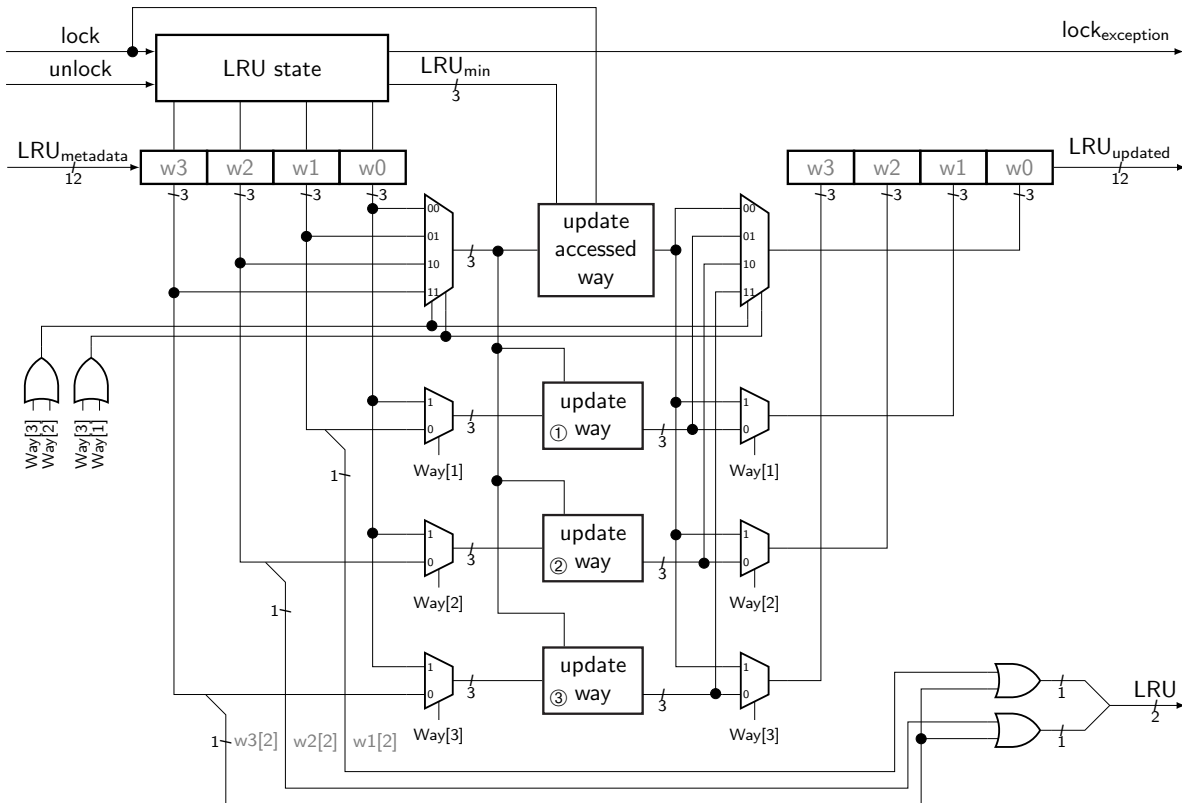 lock
lock_exception
unlock
LRU state
LRU_min
3
LRU_metadata
12
w3 w2 w1 w0
w3 w2 w1 w0
LRU_updated
12
3 3 3 3
3 3 3 3
00
01
10
11
3
update
accessed
way
00
01
10
11
Way[3]
Way[2]
Way[3]
Way[1]
1
0
3
update
① way
3
1
0
Way[1]
Way[1]
1
1
0
3
update
② way
3
1
0
Way[2]
Way[2]
1
1
0
3
update
③ way
3
1
0
Way[3]
Way[3]
1
w3[2] w2[2] w1[2]
1
1
LRU
2